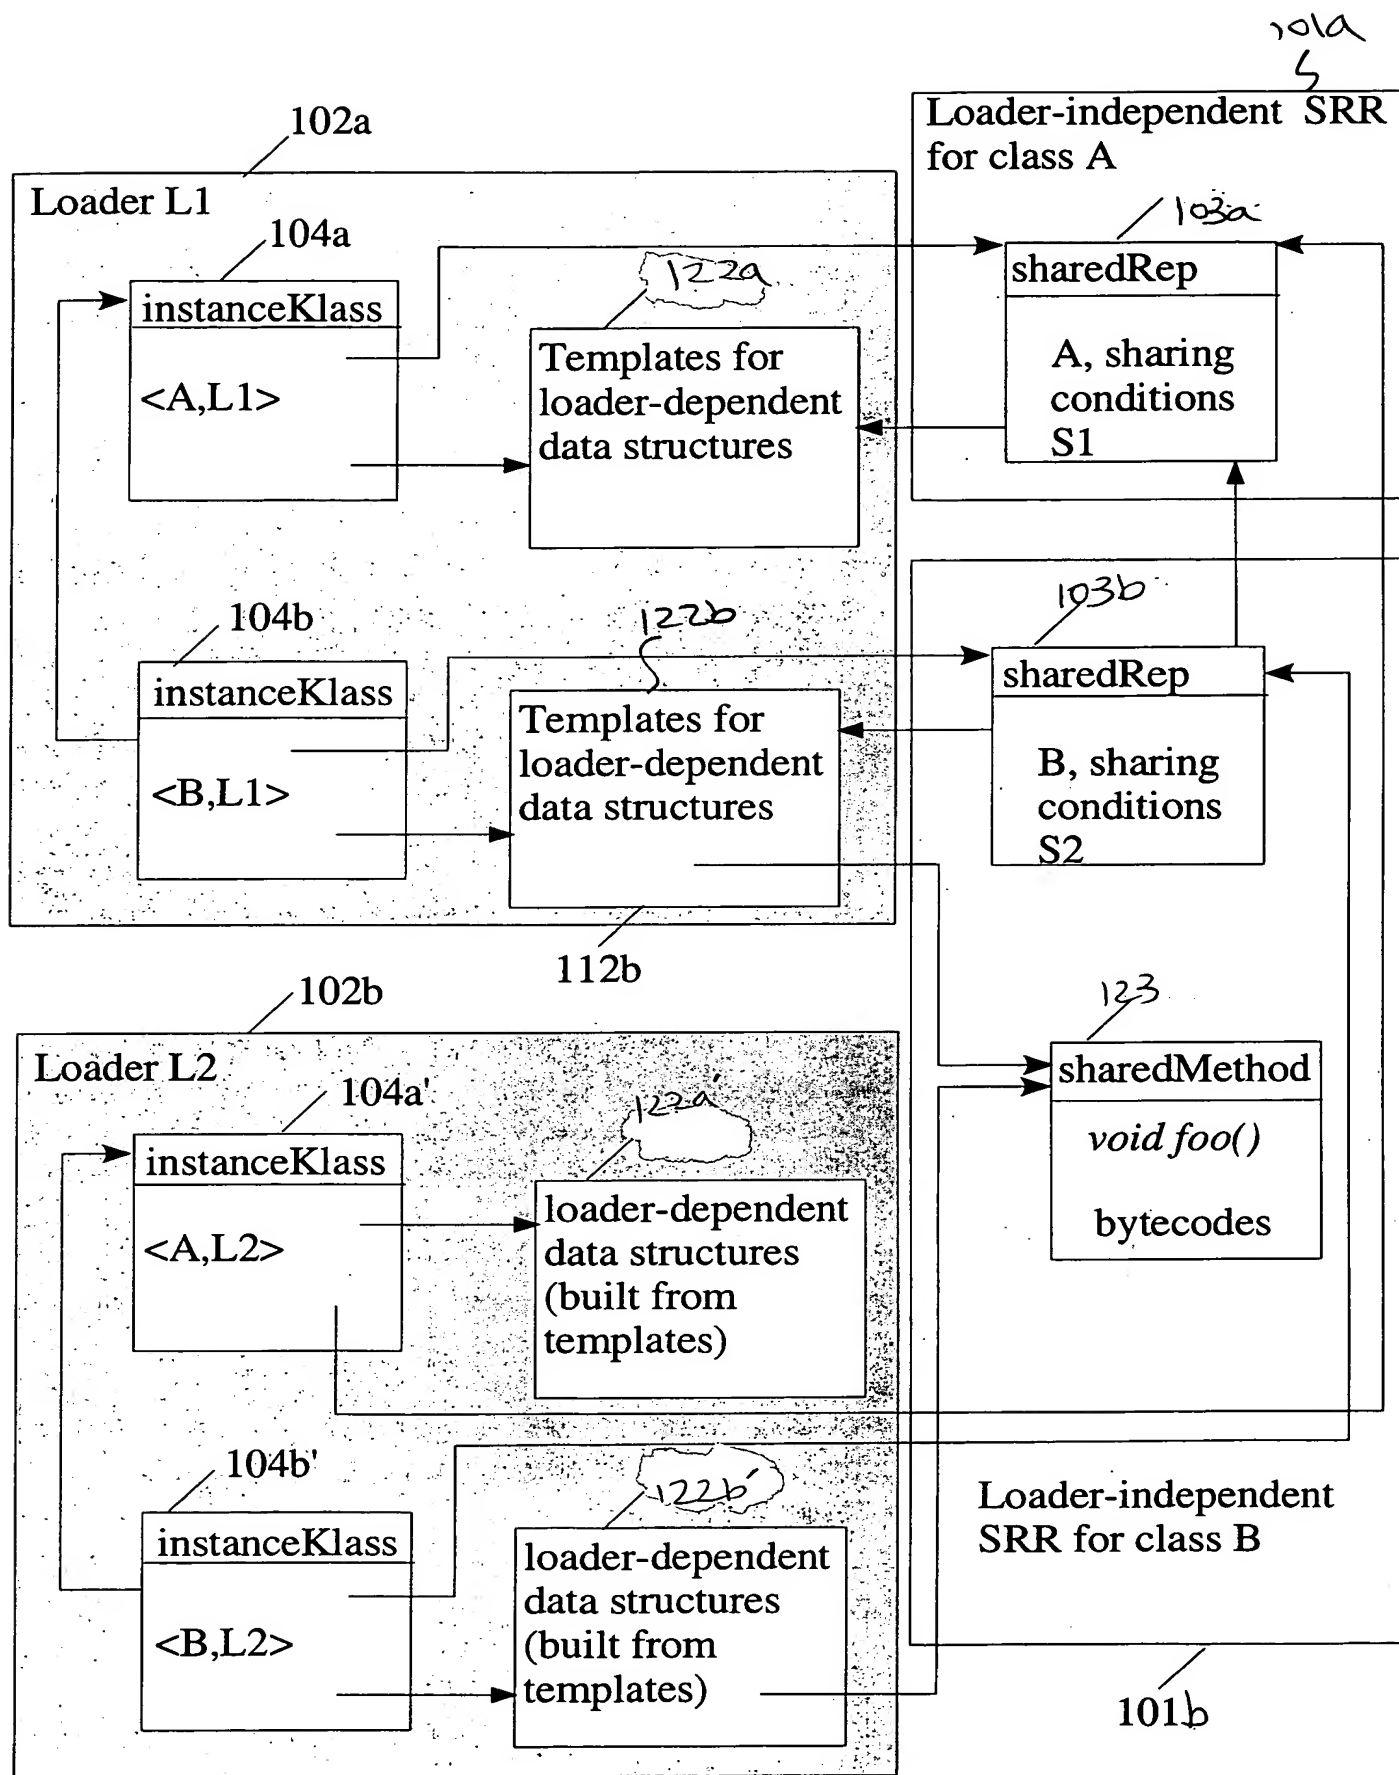 101a
Loader-independent SRR
for class A
102a
Loader L1
104a
instanceKlass
<A,L1>
122a
Templates for
loader-dependent
data structures
103a
sharedRep
A, sharing
conditions
S1
104b
instanceKlass
<B,L1>
122b
Templates for
loader-dependent
data structures
112b
103b
sharedRep
B, sharing
conditions
S2
102b
Loader L2
104a'
instanceKlass
<A,L2>
122a'
loader-dependent
data structures
(built from
templates)
123
sharedMethod
void foo()
bytecodes
104b'
instanceKlass
<B,L2>
122b'
loader-dependent
data structures
(built from
templates)
Loader-independent
SRR for class B
101b